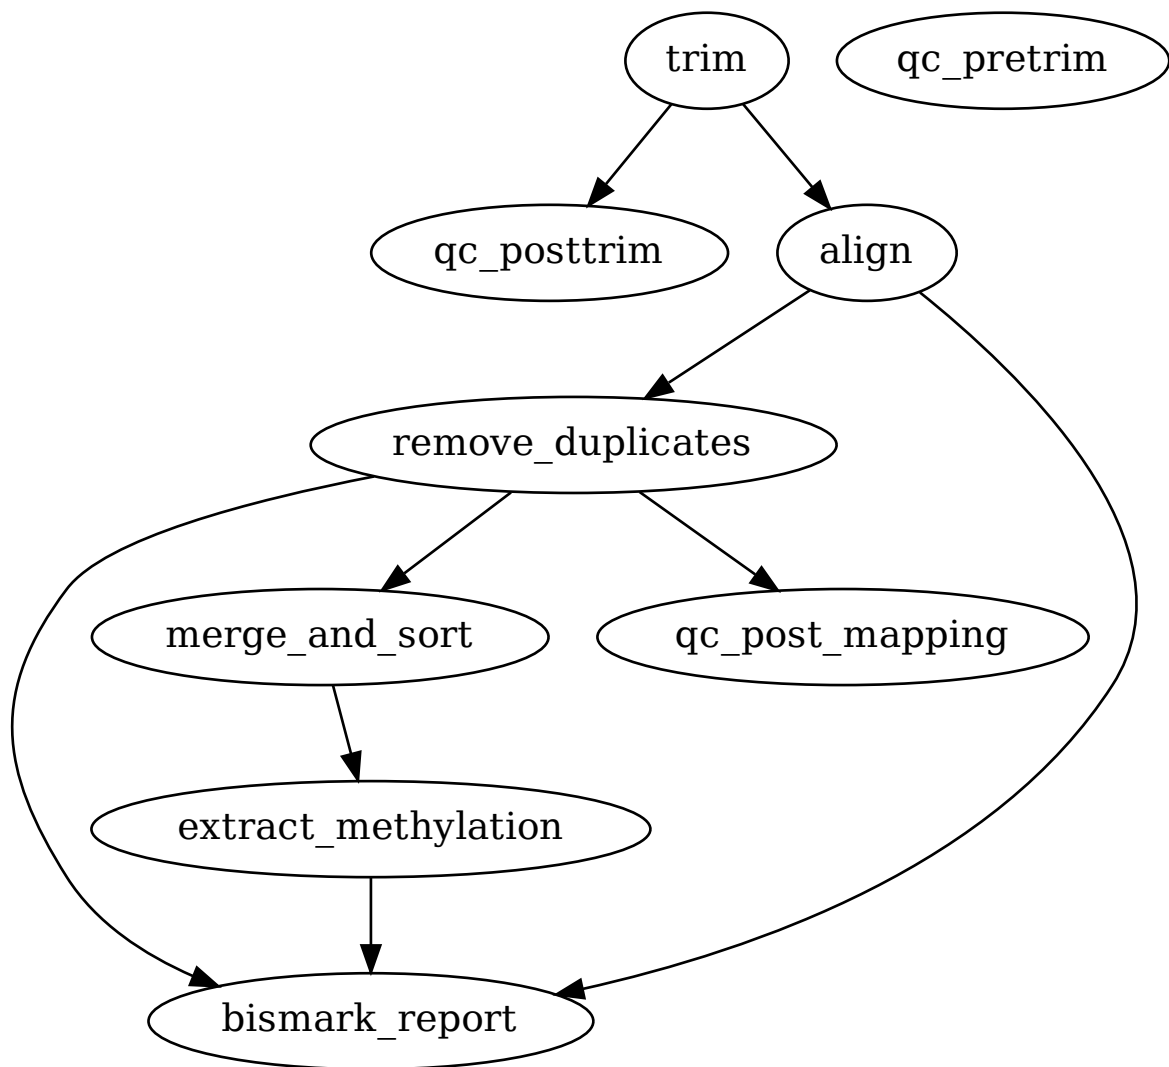 trim
qc_pretrim
qc_posttrim
align
remove_duplicates
merge_and_sort
qc_post_mapping
extract_methylation
bismark_report